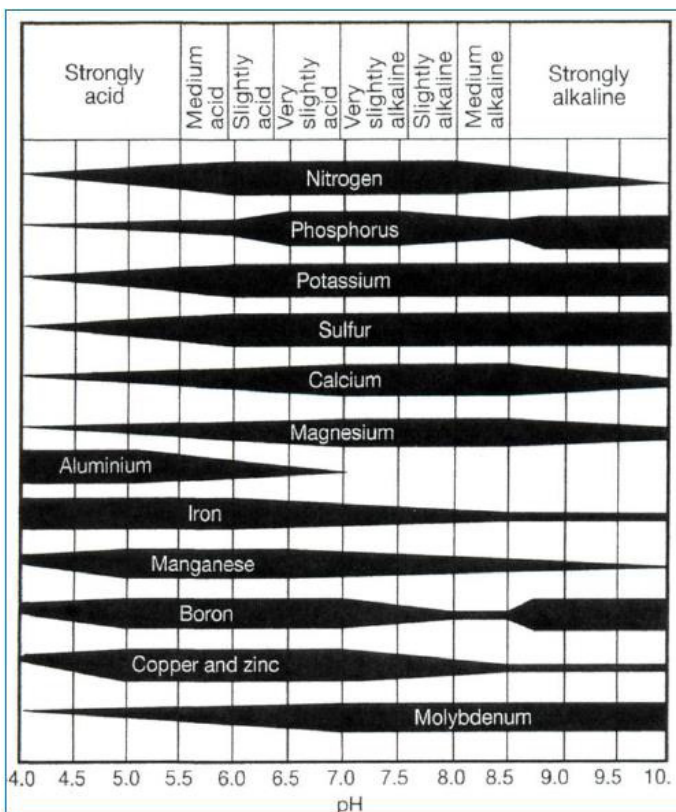 Strongly
acid
Medium
acid
Slightly
acid
Very
slightly
acid
Very
slightly
alkaline
Slightly
alkaline
Medium
alkaline
Strongly
alkaline
Nitrogen
Phosphorus
Potassium
Sulfur
Calcium
Magnesium
Aluminium
Iron
Manganese
Boron
Copper and zinc
Molybdenum
4.0 4.5 5.0 5.5 6.0 6.5 7.0 7.5 8.0 8.5 9.0 9.5 10.
pH